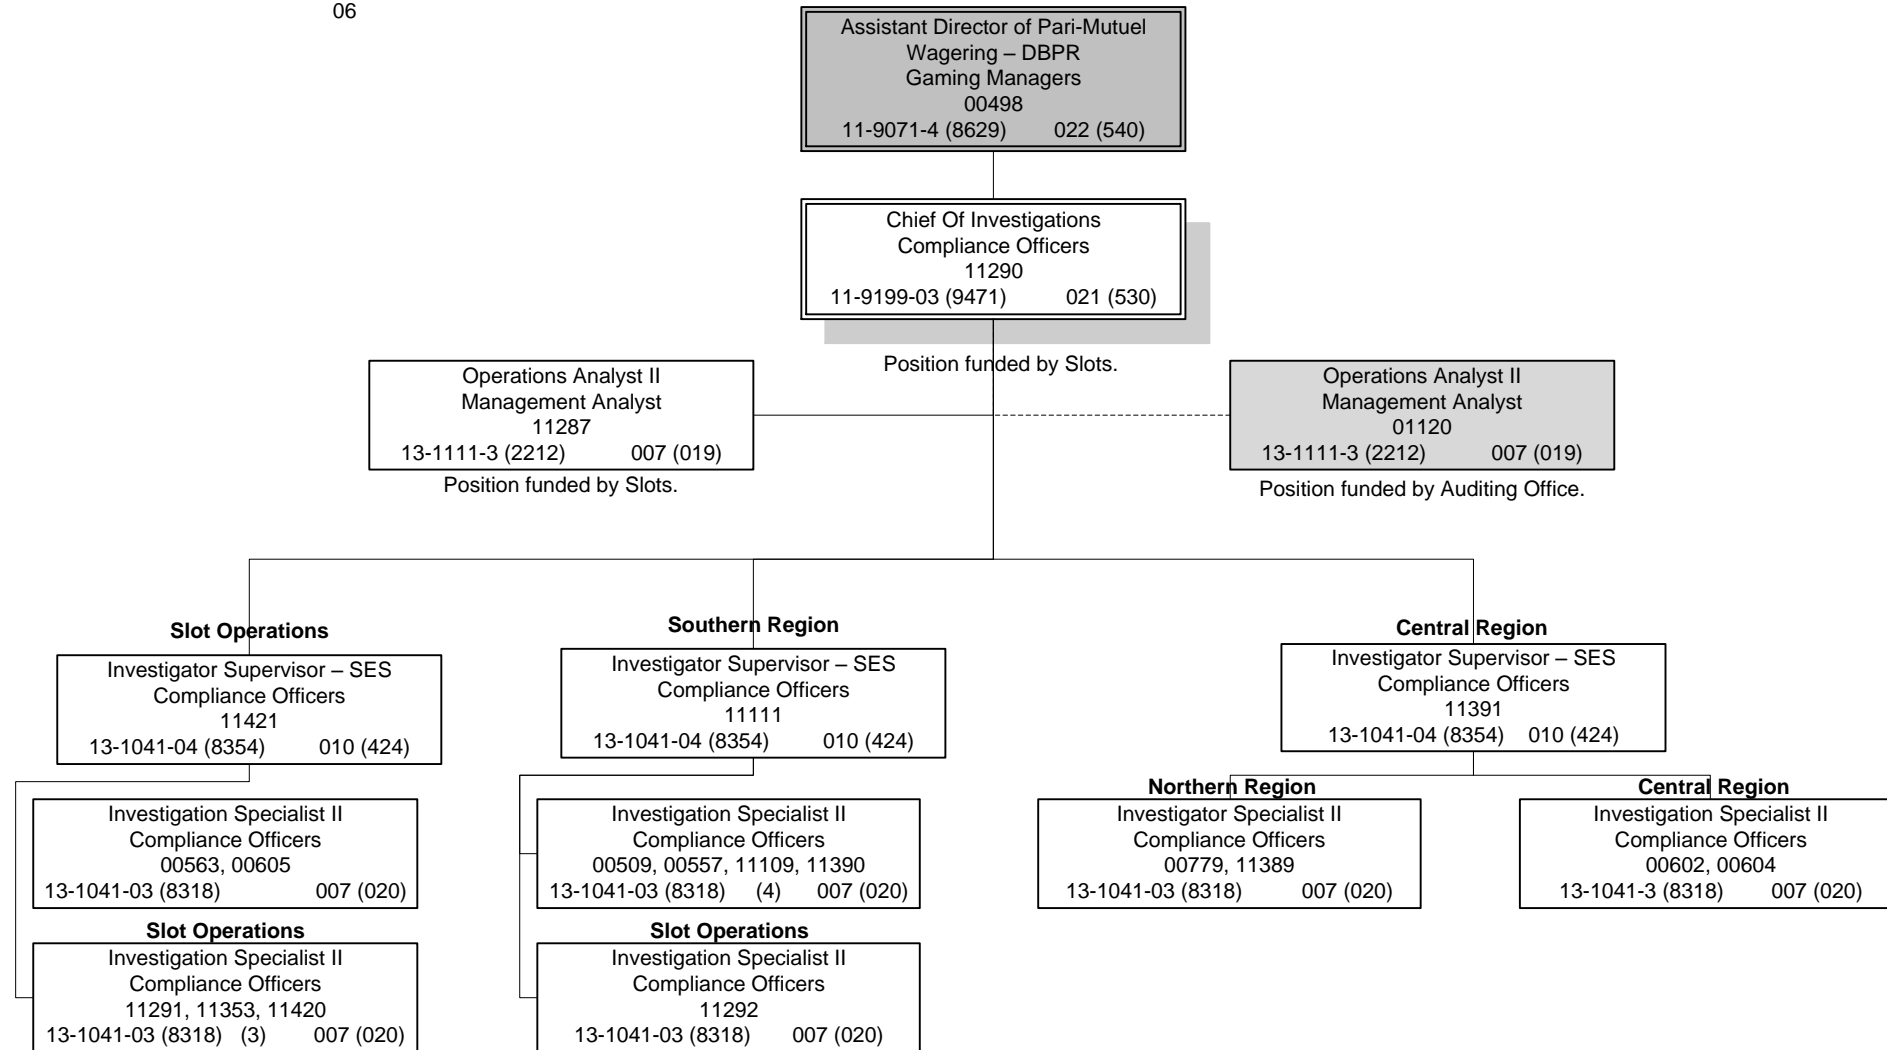 06
Assistant Director of Pari-Mutuel
Wagering – DBPR
Gaming Managers
00498
11-9071-4 (8629) 022 (540)
Chief Of Investigations
Compliance Officers
11290
11-9199-03 (9471) 021 (530)
Position funded by Slots.
Operations Analyst II
Management Analyst
11287
13-1111-3 (2212) 007 (019)
Position funded by Slots.
Operations Analyst II
Management Analyst
01120
13-1111-3 (2212) 007 (019)
Position funded by Auditing Office.
Slot Operations
Investigator Supervisor – SES
Compliance Officers
11421
13-1041-04 (8354) 010 (424)
Investigation Specialist II
Compliance Officers
00563, 00605
13-1041-03 (8318) 007 (020)
Slot Operations
Investigation Specialist II
Compliance Officers
11291, 11353, 11420
13-1041-03 (8318) (3) 007 (020)
Southern Region
Investigator Supervisor – SES
Compliance Officers
11111
13-1041-04 (8354) 010 (424)
Investigation Specialist II
Compliance Officers
00509, 00557, 11109, 11390
13-1041-03 (8318) (4) 007 (020)
Slot Operations
Investigation Specialist II
Compliance Officers
11292
13-1041-03 (8318) 007 (020)
Central Region
Investigator Supervisor – SES
Compliance Officers
11391
13-1041-04 (8354) 010 (424)
Northern Region
Investigator Specialist II
Compliance Officers
00779, 11389
13-1041-03 (8318) 007 (020)
Central Region
Investigation Specialist II
Compliance Officers
00602, 00604
13-1041-3 (8318) 007 (020)